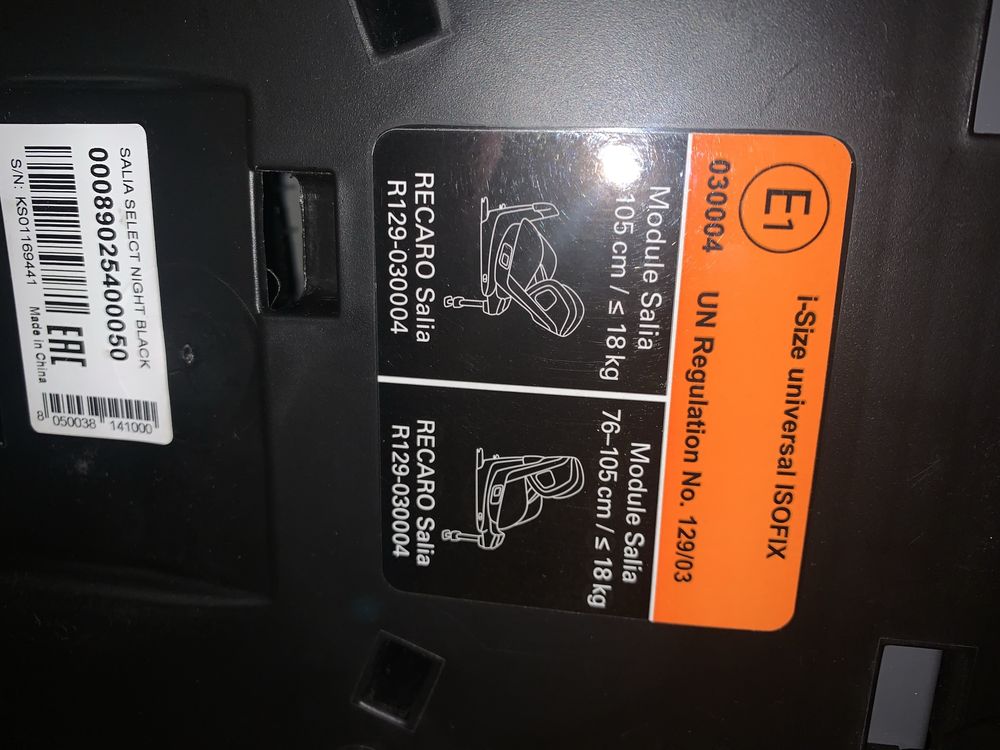 E1
i-Size universal ISOFIX
030004 UN Regulation No. 129/03
Module Salia
105 cm / ≤ 18 kg
RECARO Salia
R129-030004
Module Salia
76–105 cm / ≤ 18 kg
RECARO Salia
R129-030004
SALIA SELECT NIGHT BLACK
00089025400050
EAC
S/N: KS01169441 Made in China
8 050038 141000